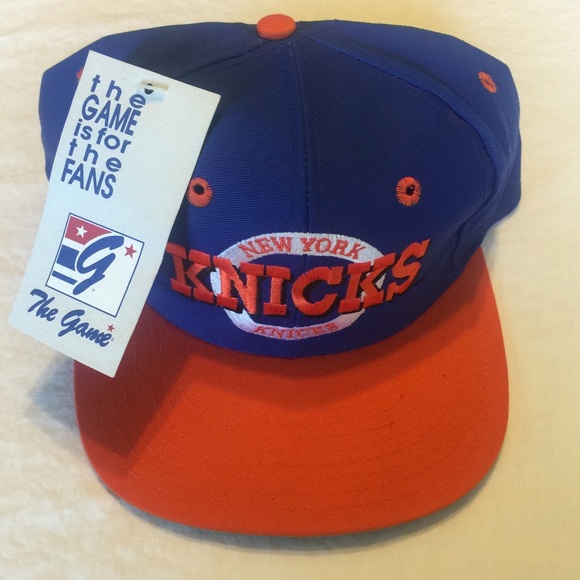 the
GAME
is for
the
FANS
G
The Game
NEW YORK
KNICKS
KNICKS